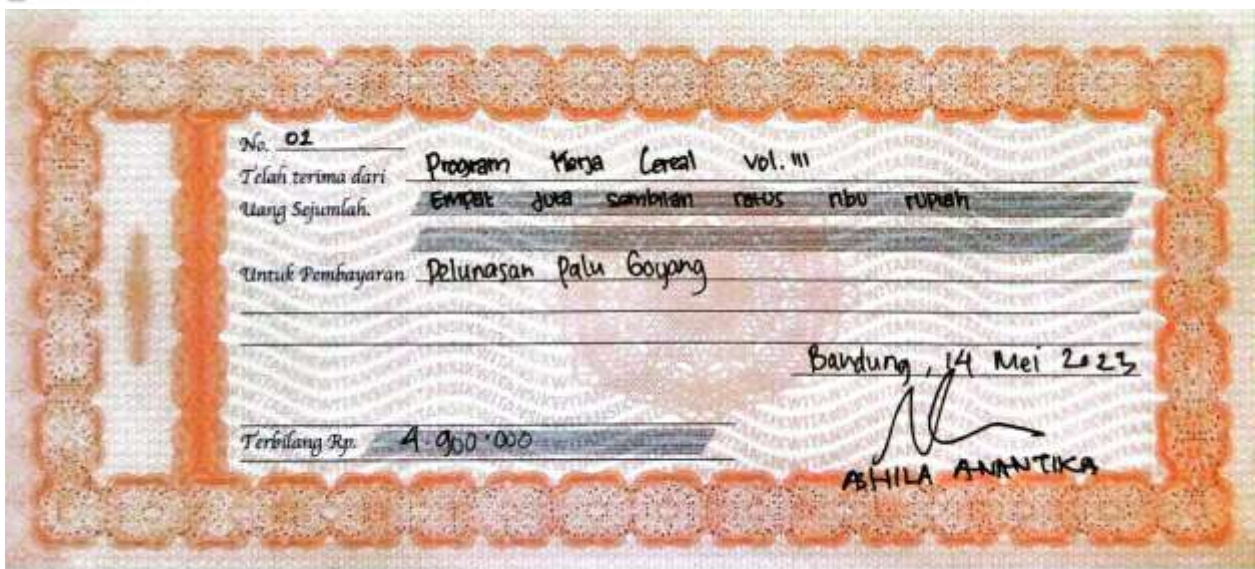 No. 02
Telah terima dari Program Kerja Cereal Vol. III
Uang Sejumlah. Empat juta sembilan ratus ribu rupiah
Untuk Pembayaran Pelunasan Palu Goyang
Bandung, 14 Mei 2023
Terbilang Rp. 4.900.000
ASHILA ANANTIKA